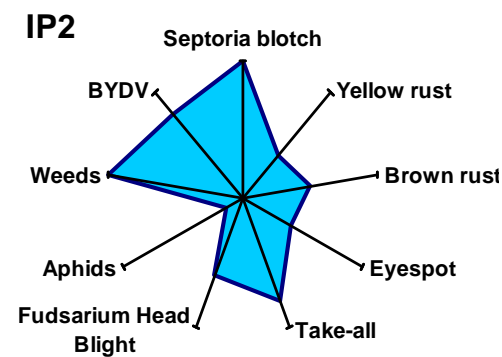 IP2
Septoria blotch
Yellow rust
Brown rust
Eyespot
Take-all
Fudsarium Head
Blight
Aphids
Weeds
BYDV